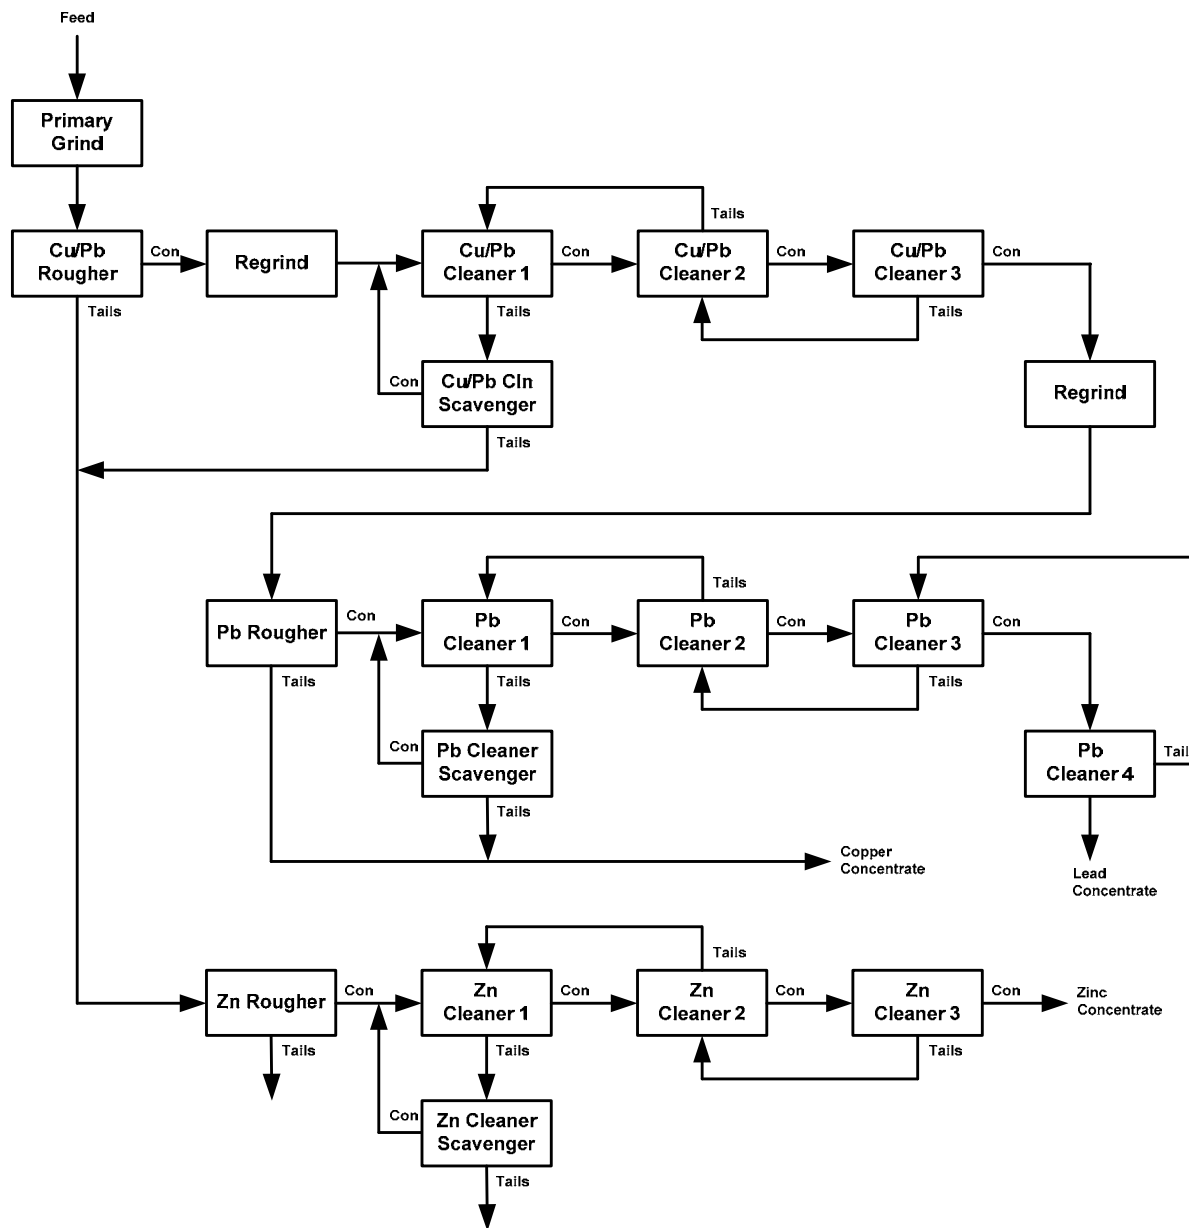 Feed
Primary
Grind
Cu/Pb
Rougher
Con
Tails
Regrind
Cu/Pb
Cleaner 1
Con
Tails
Tails
Cu/Pb
Cleaner 2
Con
Cu/Pb
Cleaner 3
Con
Tails
Con
Cu/Pb Cln
Scavenger
Tails
Regrind
Pb Rougher
Con
Tails
Pb
Cleaner 1
Con
Tails
Tails
Pb
Cleaner 2
Con
Pb
Cleaner 3
Con
Tails
Con
Pb Cleaner
Scavenger
Tails
Pb
Cleaner 4
Tail
Copper
Concentrate
Lead
Concentrate
Zn Rougher
Con
Tails
Zn
Cleaner 1
Con
Tails
Tails
Zn
Cleaner 2
Con
Zn
Cleaner 3
Con
Tails
Zinc
Concentrate
Con
Zn Cleaner
Scavenger
Tails